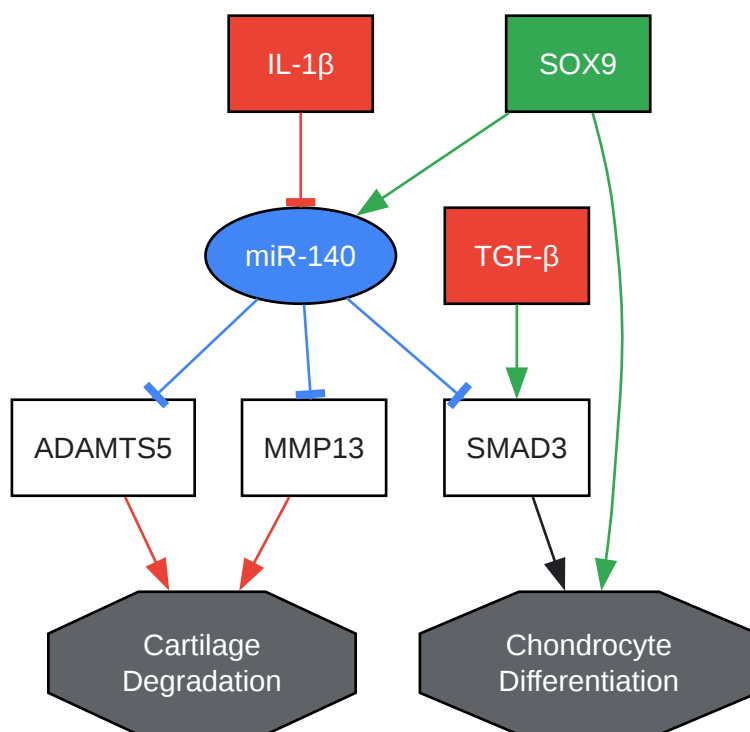 IL-1β
SOX9
miR-140
TGF-β
ADAMTS5
MMP13
SMAD3
Cartilage
Degradation
Chondrocyte
Differentiation